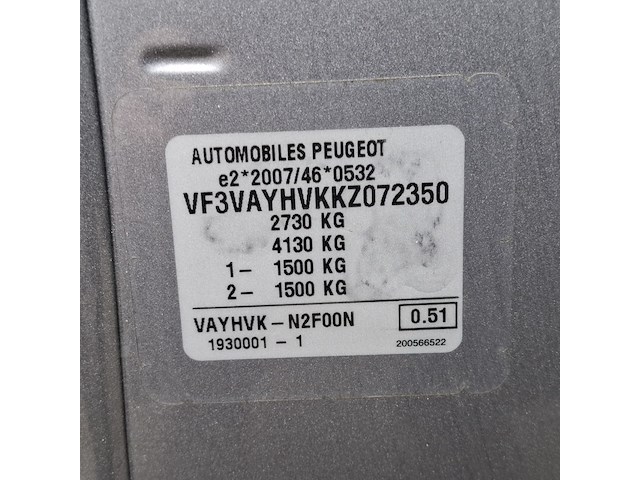 AUTOMOBILES PEUGEOT
e2*2007/46*0532
VF3VAYHVKKZ072350
2730 KG
4130 KG
1- 1500 KG
2- 1500 KG
VAYHVK-N2F00N 0.51
1930001-1 200566522